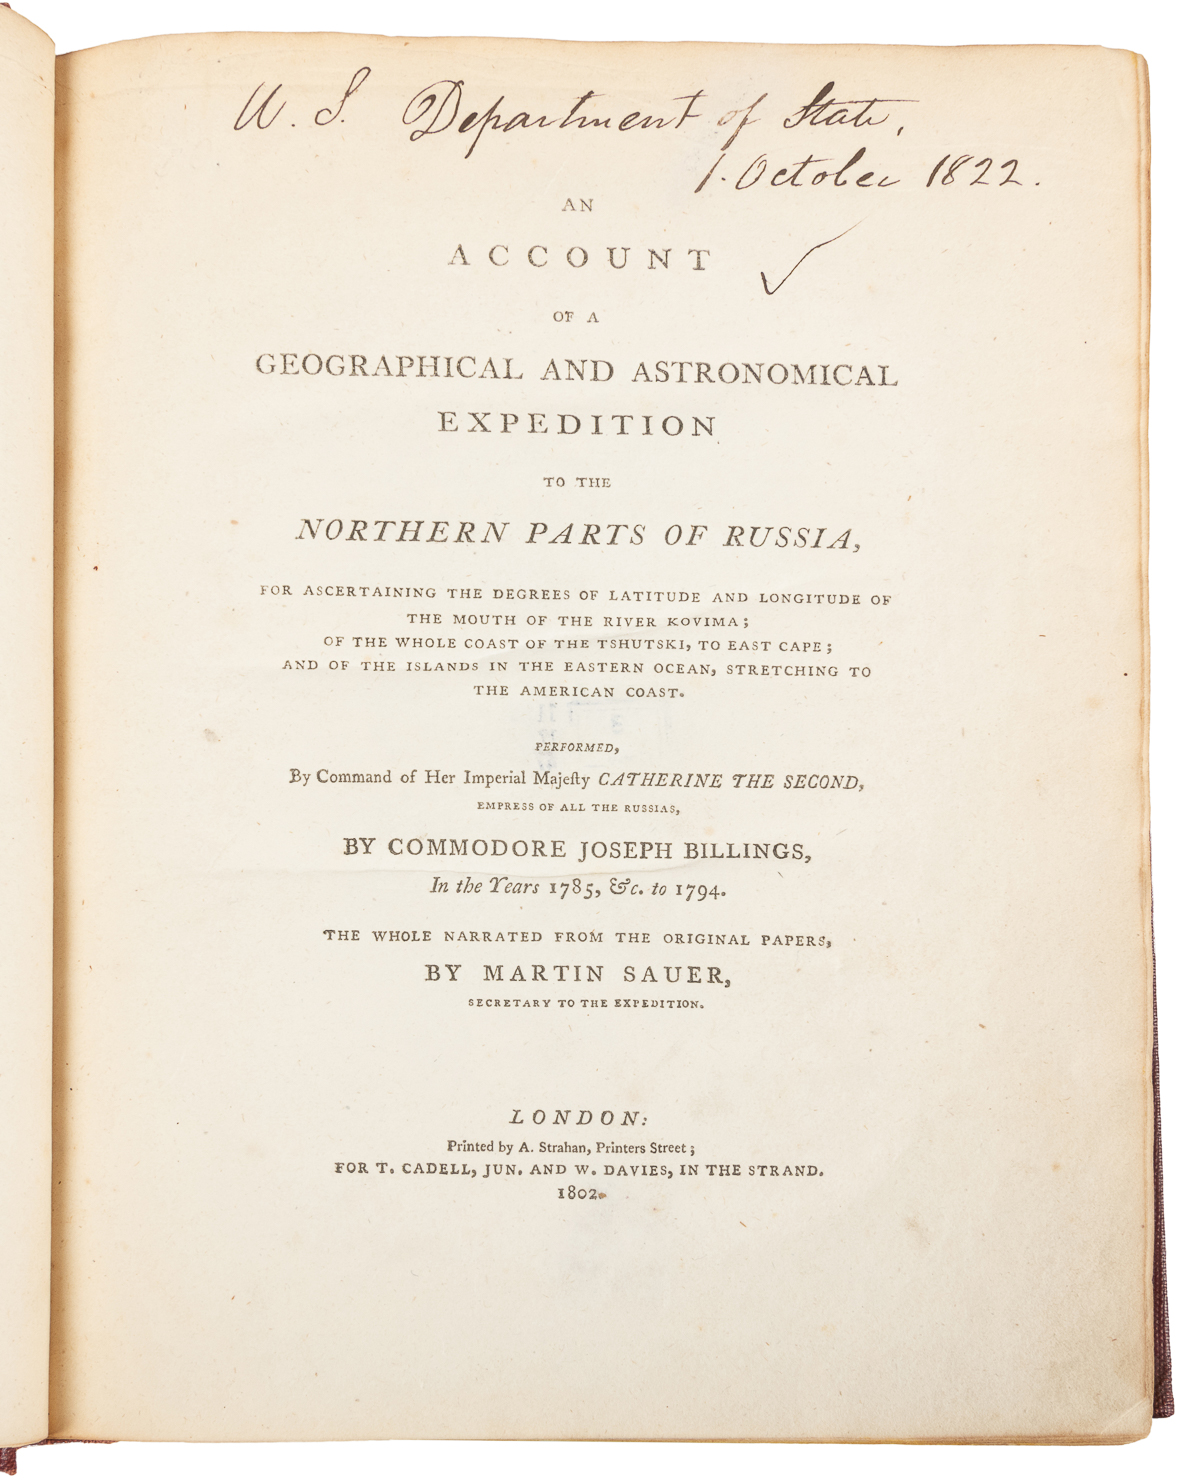 U. S. Department of State,
1. October 1822.
AN
ACCOUNT
OF A
GEOGRAPHICAL AND ASTRONOMICAL
EXPEDITION
TO THE
NORTHERN PARTS OF RUSSIA,
FOR ASCERTAINING THE DEGREES OF LATITUDE AND LONGITUDE OF
THE MOUTH OF THE RIVER KOVIMA;
OF THE WHOLE COAST OF THE TSHUTSKI, TO EAST CAPE;
AND OF THE ISLANDS IN THE EASTERN OCEAN, STRETCHING TO
THE AMERICAN COAST.
PERFORMED,
By Command of Her Imperial Majeſty CATHERINE THE SECOND,
EMPRESS OF ALL THE RUSSIAS,
BY COMMODORE JOSEPH BILLINGS,
In the Years 1785, &c. to 1794.
THE WHOLE NARRATED FROM THE ORIGINAL PAPERS,
BY MARTIN SAUER,
SECRETARY TO THE EXPEDITION.
LONDON:
Printed by A. Strahan, Printers Street;
FOR T. CADELL, JUN. AND W. DAVIES, IN THE STRAND.
1802.